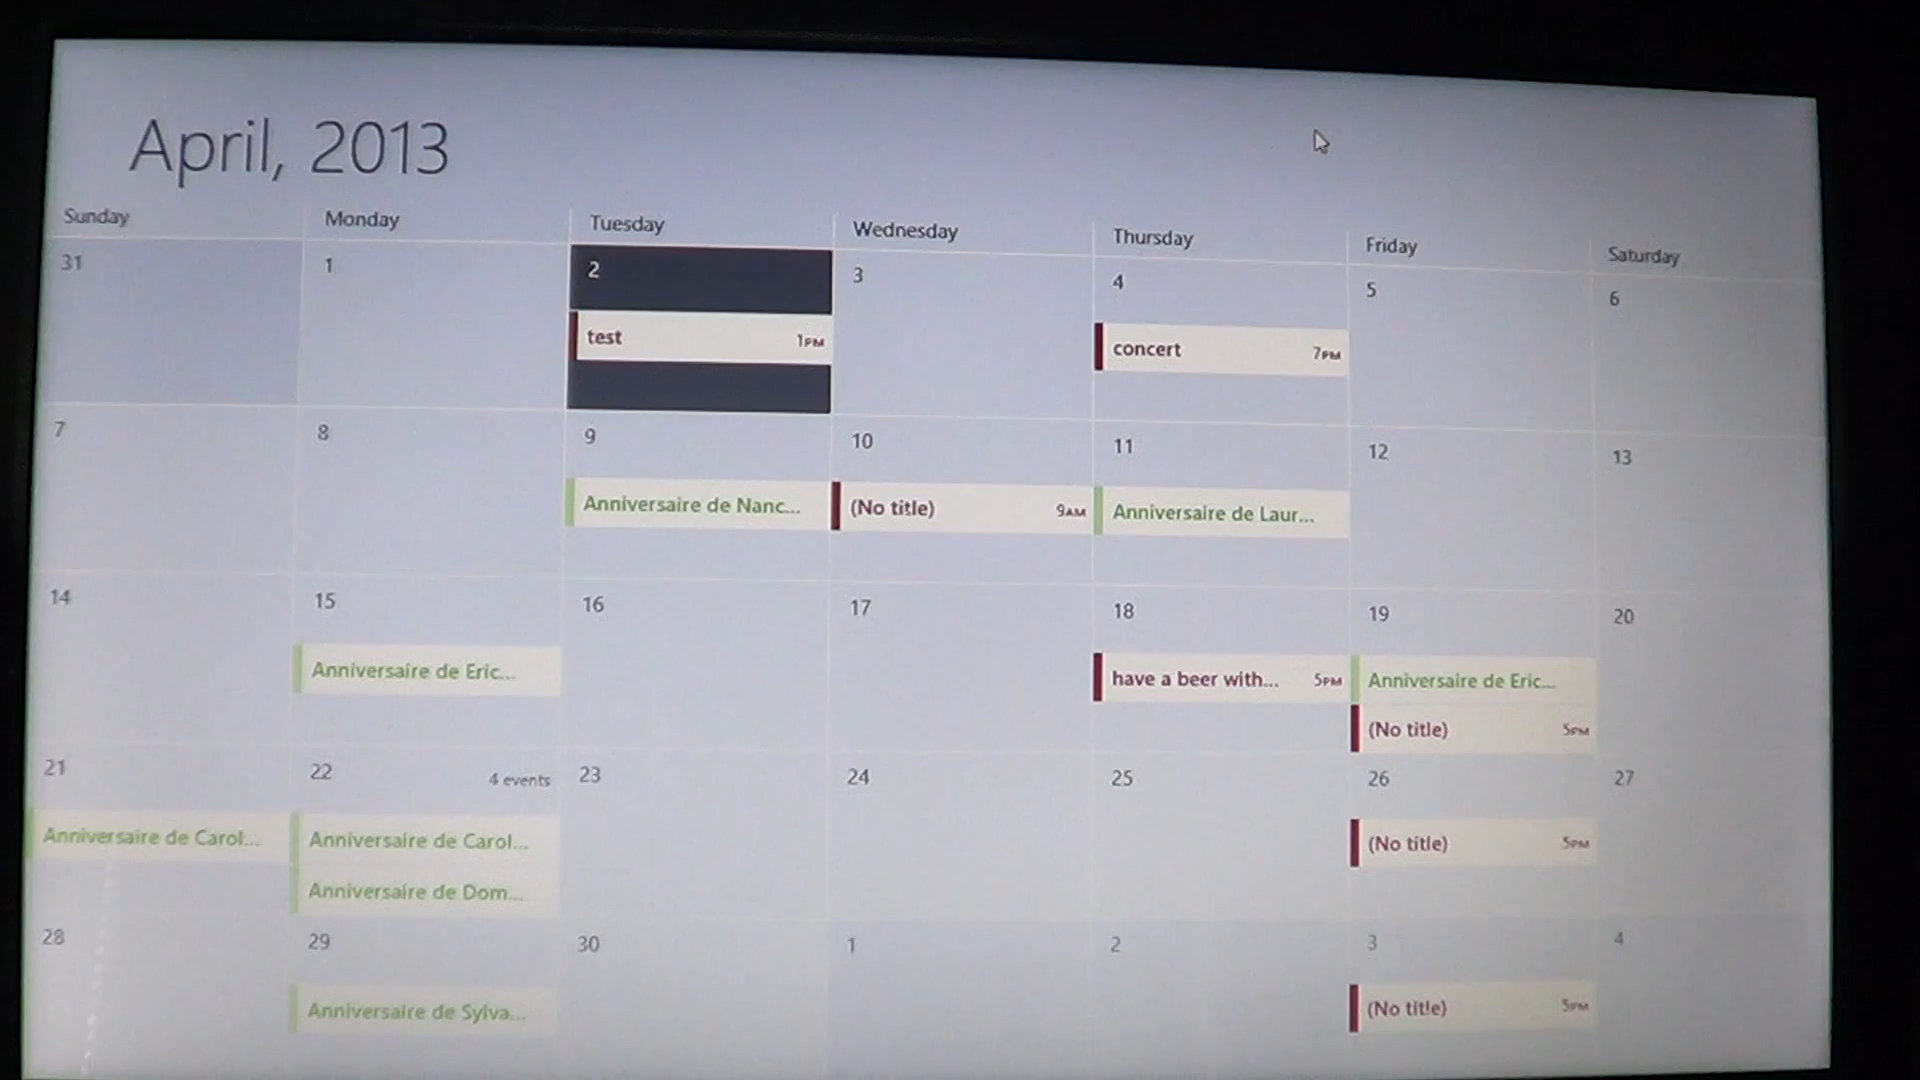 April, 2013
Sunday Monday Tuesday Wednesday Thursday Friday Saturday
31 1 2 3 4 5 6
test 1PM concert 7PM
7 8 9 10 11 12 13
Anniversaire de Nanc... (No title) 9AM Anniversaire de Laur...
14 15 16 17 18 19 20
Anniversaire de Eric... have a beer with... 5PM Anniversaire de Eric...
(No title) 5PM
21 22 4 events 23 24 25 26 27
Anniversaire de Carol... Anniversaire de Carol... (No title) 5PM
Anniversaire de Dom...
28 29 30 1 2 3 4
Anniversaire de Sylva... (No title) 5PM